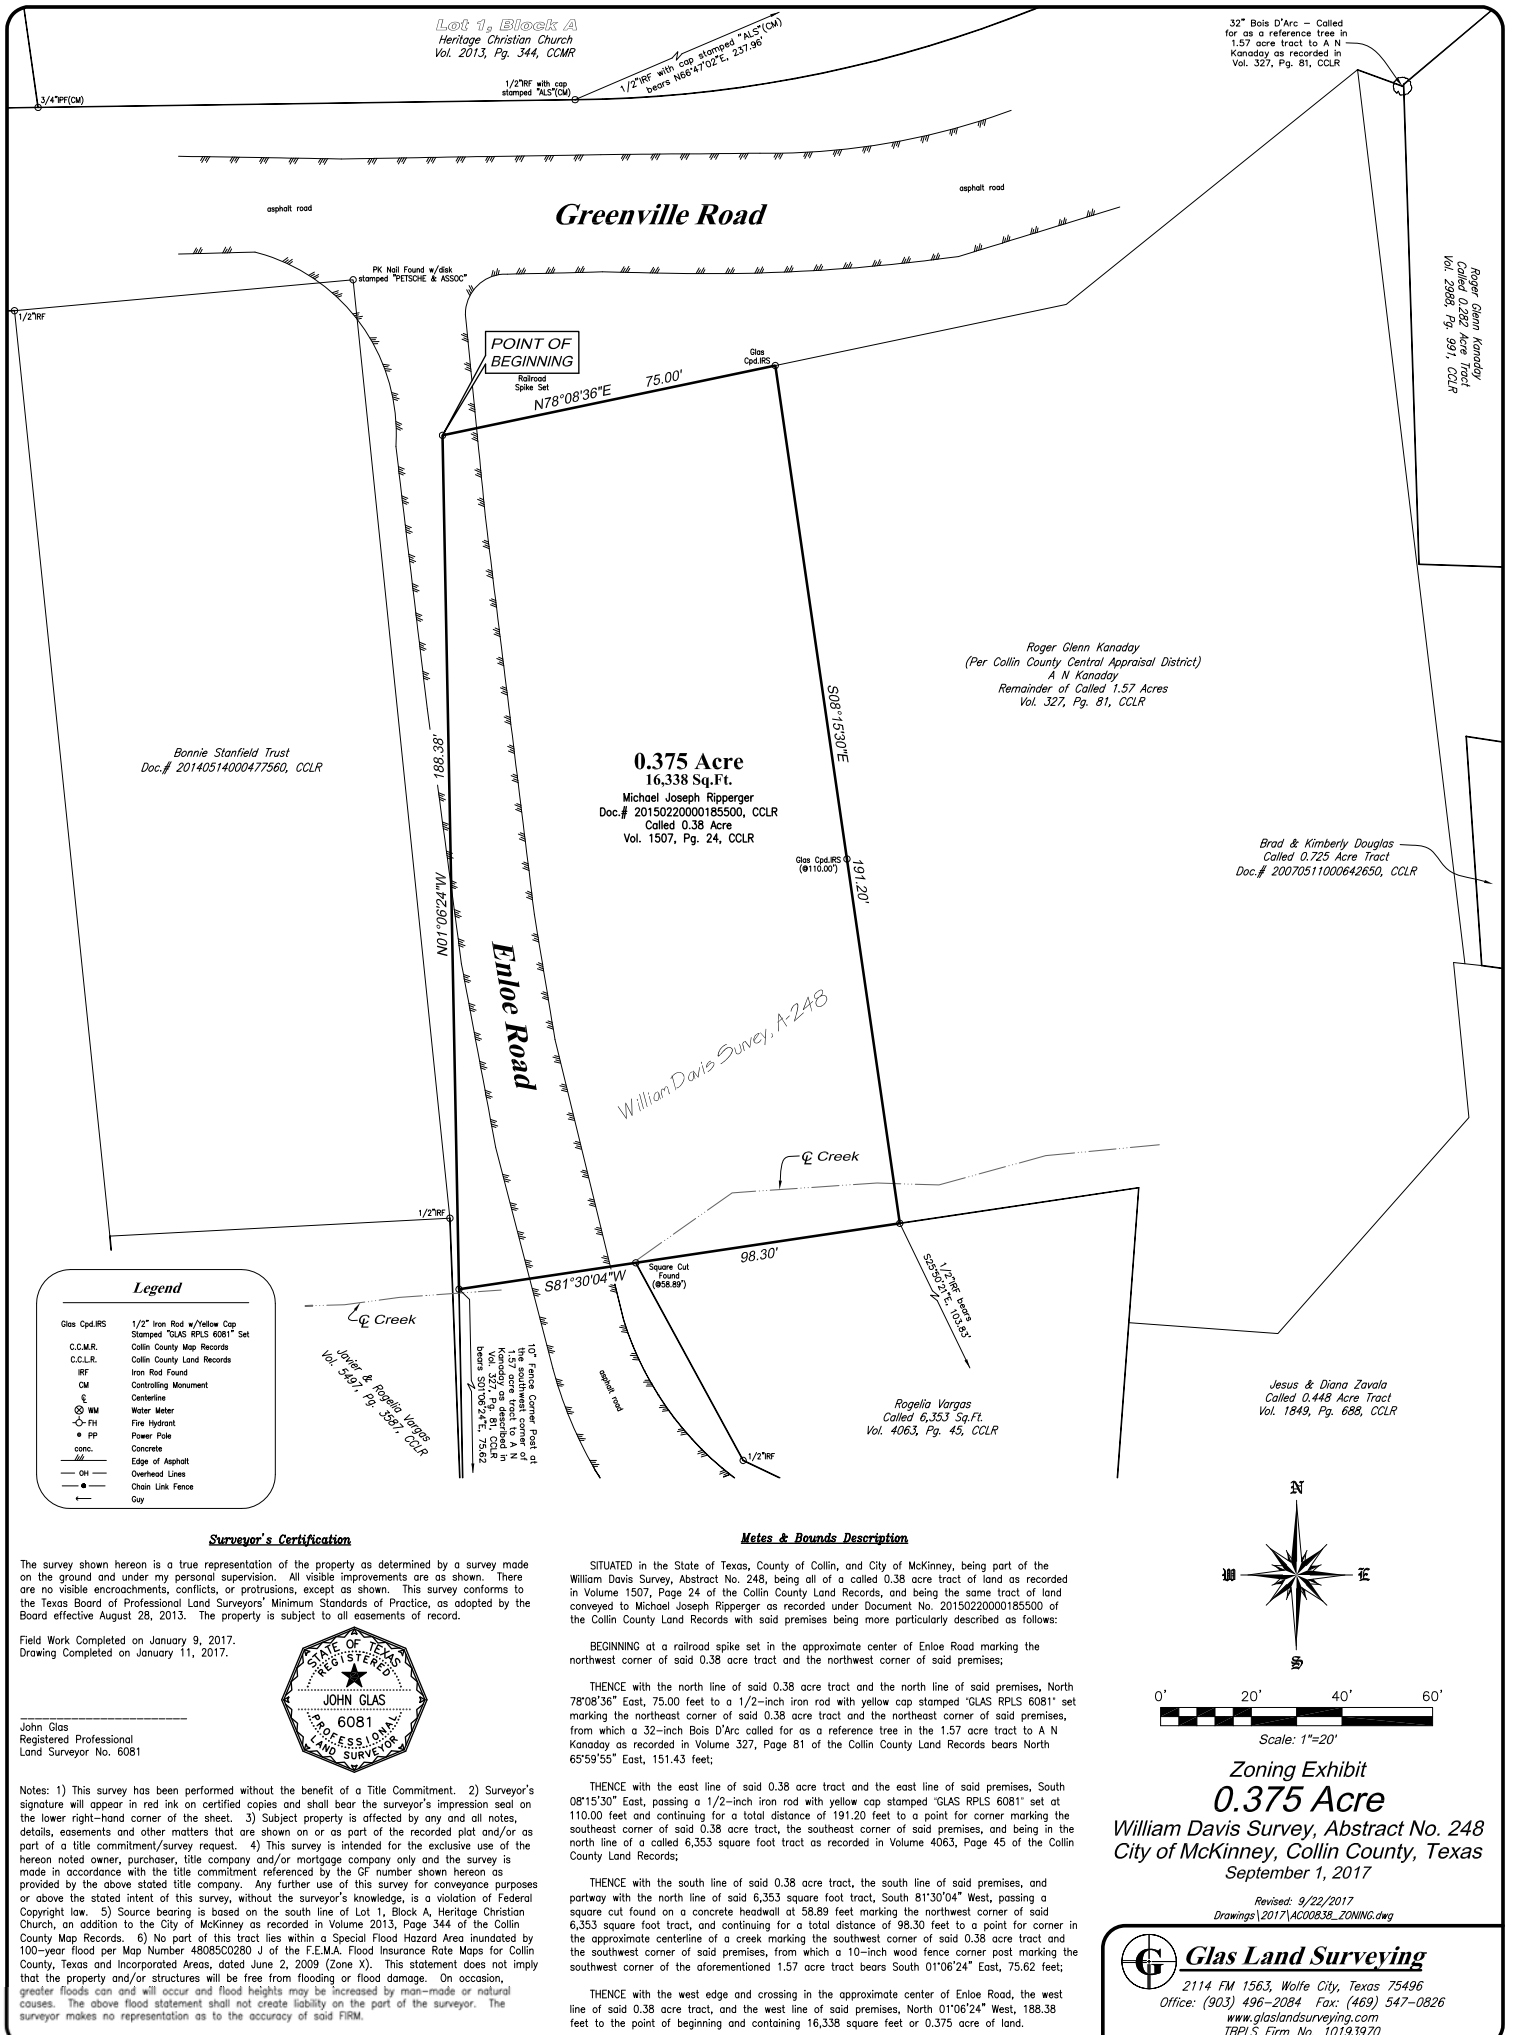 Lot 1, Block A
Heritage Christian Church
Vol. 2013, Pg. 344, CCMR
1/2"IRF with cap stamped "ALS"(CM)
bears N66°47'02"E, 237.96'
32" Bois D'Arc – Called
for as a reference tree in
1.57 acre tract to A N
Kanaday as recorded in
Vol. 327, Pg. 81, CCLR
3/4"IPF(CM)
1/2"IRF with cap
stamped "ALS"(CM)
asphalt road
Greenville Road
asphalt road
PK Nail Found w/disk
stamped "PETSCHE & ASSOC"
1/2"IRF
Roger Glenn Kanaday
Called 0.282 Acre Tract
Vol. 2988, Pg. 991, CCLR
POINT OF
BEGINNING
Railroad
Spike Set
N78°08'36"E
75.00'
Glas
Cpd.IRS
Roger Glenn Kanaday
(Per Collin County Central Appraisal District)
A N Kanaday
Remainder of Called 1.57 Acres
Vol. 327, Pg. 81, CCLR
S08°15'30"E
191.20'
Bonnie Stanfield Trust
Doc.# 20140514000477560, CCLR
188.38'
N01°06'24"W
0.375 Acre
16,338 Sq.Ft.
Michael Joseph Ripperger
Doc.# 20150220000185500, CCLR
Called 0.38 Acre
Vol. 1507, Pg. 24, CCLR
Glas Cpd.IRS
(@110.00')
Brad & Kimberly Douglas
Called 0.725 Acre Tract
Doc.# 20070511000642650, CCLR
Enloe Road
William Davis Survey, A-248
℄ Creek
1/2"IRF
S81°30'04"W
98.30'
Square Cut
Found
(@58.89')
1/2"IRF bears
S25°50'21"E, 103.83'
℄ Creek
Javier & Rogelia Vargas
Vol. 5497, Pg. 3587, CCLR
10" Fence Corner Post at
the southwest corner of
1.57 acre tract to A N
Kanaday as described in
Vol. 327, Pg. 81, CCLR
bears S01°06'24"E, 75.62
asphalt road
1/2"IRF
Rogelia Vargas
Called 6,353 Sq.Ft.
Vol. 4063, Pg. 45, CCLR
Jesus & Diana Zavala
Called 0.448 Acre Tract
Vol. 1849, Pg. 688, CCLR
Legend
Glas Cpd.IRS 1/2" Iron Rod w/Yellow Cap
Stamped "GLAS RPLS 6081" Set
C.C.M.R. Collin County Map Records
C.C.L.R. Collin County Land Records
IRF Iron Rod Found
CM Controlling Monument
℄ Centerline
WM Water Meter
FH Fire Hydrant
PP Power Pole
conc. Concrete
Edge of Asphalt
OH Overhead Lines
Chain Link Fence
Guy
Surveyor's Certification
The survey shown hereon is a true representation of the property as determined by a survey made
on the ground and under my personal supervision. All visible improvements are as shown. There
are no visible encroachments, conflicts, or protrusions, except as shown. This survey conforms to
the Texas Board of Professional Land Surveyors' Minimum Standards of Practice, as adopted by the
Board effective August 28, 2013. The property is subject to all easements of record.
Field Work Completed on January 9, 2017.
Drawing Completed on January 11, 2017.
STATE OF TEXAS
REGISTERED
JOHN GLAS
6081
PROFESSIONAL
LAND SURVEYOR
John Glas
Registered Professional
Land Surveyor No. 6081
Notes: 1) This survey has been performed without the benefit of a Title Commitment. 2) Surveyor's
signature will appear in red ink on certified copies and shall bear the surveyor's impression seal on
the lower right–hand corner of the sheet. 3) Subject property is affected by any and all notes,
details, easements and other matters that are shown on or as part of the recorded plat and/or as
part of a title commitment/survey request. 4) This survey is intended for the exclusive use of the
hereon noted owner, purchaser, title company and/or mortgage company only and the survey is
made in accordance with the title commitment referenced by the GF number shown hereon as
provided by the above stated title company. Any further use of this survey for conveyance purposes
or above the stated intent of this survey, without the surveyor's knowledge, is a violation of Federal
Copyright law. 5) Source bearing is based on the south line of Lot 1, Block A, Heritage Christian
Church, an addition to the City of McKinney as recorded in Volume 2013, Page 344 of the Collin
County Map Records. 6) No part of this tract lies within a Special Flood Hazard Area inundated by
100–year flood per Map Number 48085C0280 J of the F.E.M.A. Flood Insurance Rate Maps for Collin
County, Texas and Incorporated Areas, dated June 2, 2009 (Zone X). This statement does not imply
that the property and/or structures will be free from flooding or flood damage. On occasion,
greater floods can and will occur and flood heights may be increased by man–made or natural
causes. The above flood statement shall not create liability on the part of the surveyor. The
surveyor makes no representation as to the accuracy of said FIRM.
Metes & Bounds Description
SITUATED in the State of Texas, County of Collin, and City of McKinney, being part of the
William Davis Survey, Abstract No. 248, being all of a called 0.38 acre tract of land as recorded
in Volume 1507, Page 24 of the Collin County Land Records, and being the same tract of land
conveyed to Michael Joseph Ripperger as recorded under Document No. 20150220000185500 of
the Collin County Land Records with said premises being more particularly described as follows:
BEGINNING at a railroad spike set in the approximate center of Enloe Road marking the
northwest corner of said 0.38 acre tract and the northwest corner of said premises;
THENCE with the north line of said 0.38 acre tract and the north line of said premises, North
78°08'36" East, 75.00 feet to a 1/2–inch iron rod with yellow cap stamped "GLAS RPLS 6081" set
marking the northeast corner of said 0.38 acre tract and the northeast corner of said premises,
from which a 32–inch Bois D'Arc called for as a reference tree in the 1.57 acre tract to A N
Kanaday as recorded in Volume 327, Page 81 of the Collin County Land Records bears North
65°59'55" East, 151.43 feet;
THENCE with the east line of said 0.38 acre tract and the east line of said premises, South
08°15'30" East, passing a 1/2–inch iron rod with yellow cap stamped "GLAS RPLS 6081" set at
110.00 feet and continuing for a total distance of 191.20 feet to a point for corner marking the
southeast corner of said 0.38 acre tract, the southeast corner of said premises, and being in the
north line of a called 6,353 square foot tract as recorded in Volume 4063, Page 45 of the Collin
County Land Records;
THENCE with the south line of said 0.38 acre tract, the south line of said premises, and
partway with the north line of said 6,353 square foot tract, South 81°30'04" West, passing a
square cut found on a concrete headwall at 58.89 feet marking the northwest corner of said
6,353 square foot tract, and continuing for a total distance of 98.30 feet to a point for corner in
the approximate centerline of a creek marking the southwest corner of said 0.38 acre tract and
the southwest corner of said premises, from which a 10–inch wood fence corner post marking the
southwest corner of the aforementioned 1.57 acre tract bears South 01°06'24" East, 75.62 feet;
THENCE with the west edge and crossing in the approximate center of Enloe Road, the west
line of said 0.38 acre tract, and the west line of said premises, North 01°06'24" West, 188.38
feet to the point of beginning and containing 16,338 square feet or 0.375 acre of land.
N
W E
S
0' 20' 40' 60'
Scale: 1"=20'
Zoning Exhibit
0.375 Acre
William Davis Survey, Abstract No. 248
City of McKinney, Collin County, Texas
September 1, 2017
Revised: 9/22/2017
Drawings\2017\AC00838_ZONING.dwg
G
Glas Land Surveying
2114 FM 1563, Wolfe City, Texas 75496
Office: (903) 496–2084 Fax: (469) 547–0826
www.glaslandsurveying.com
TBPLS Firm No. 10193970